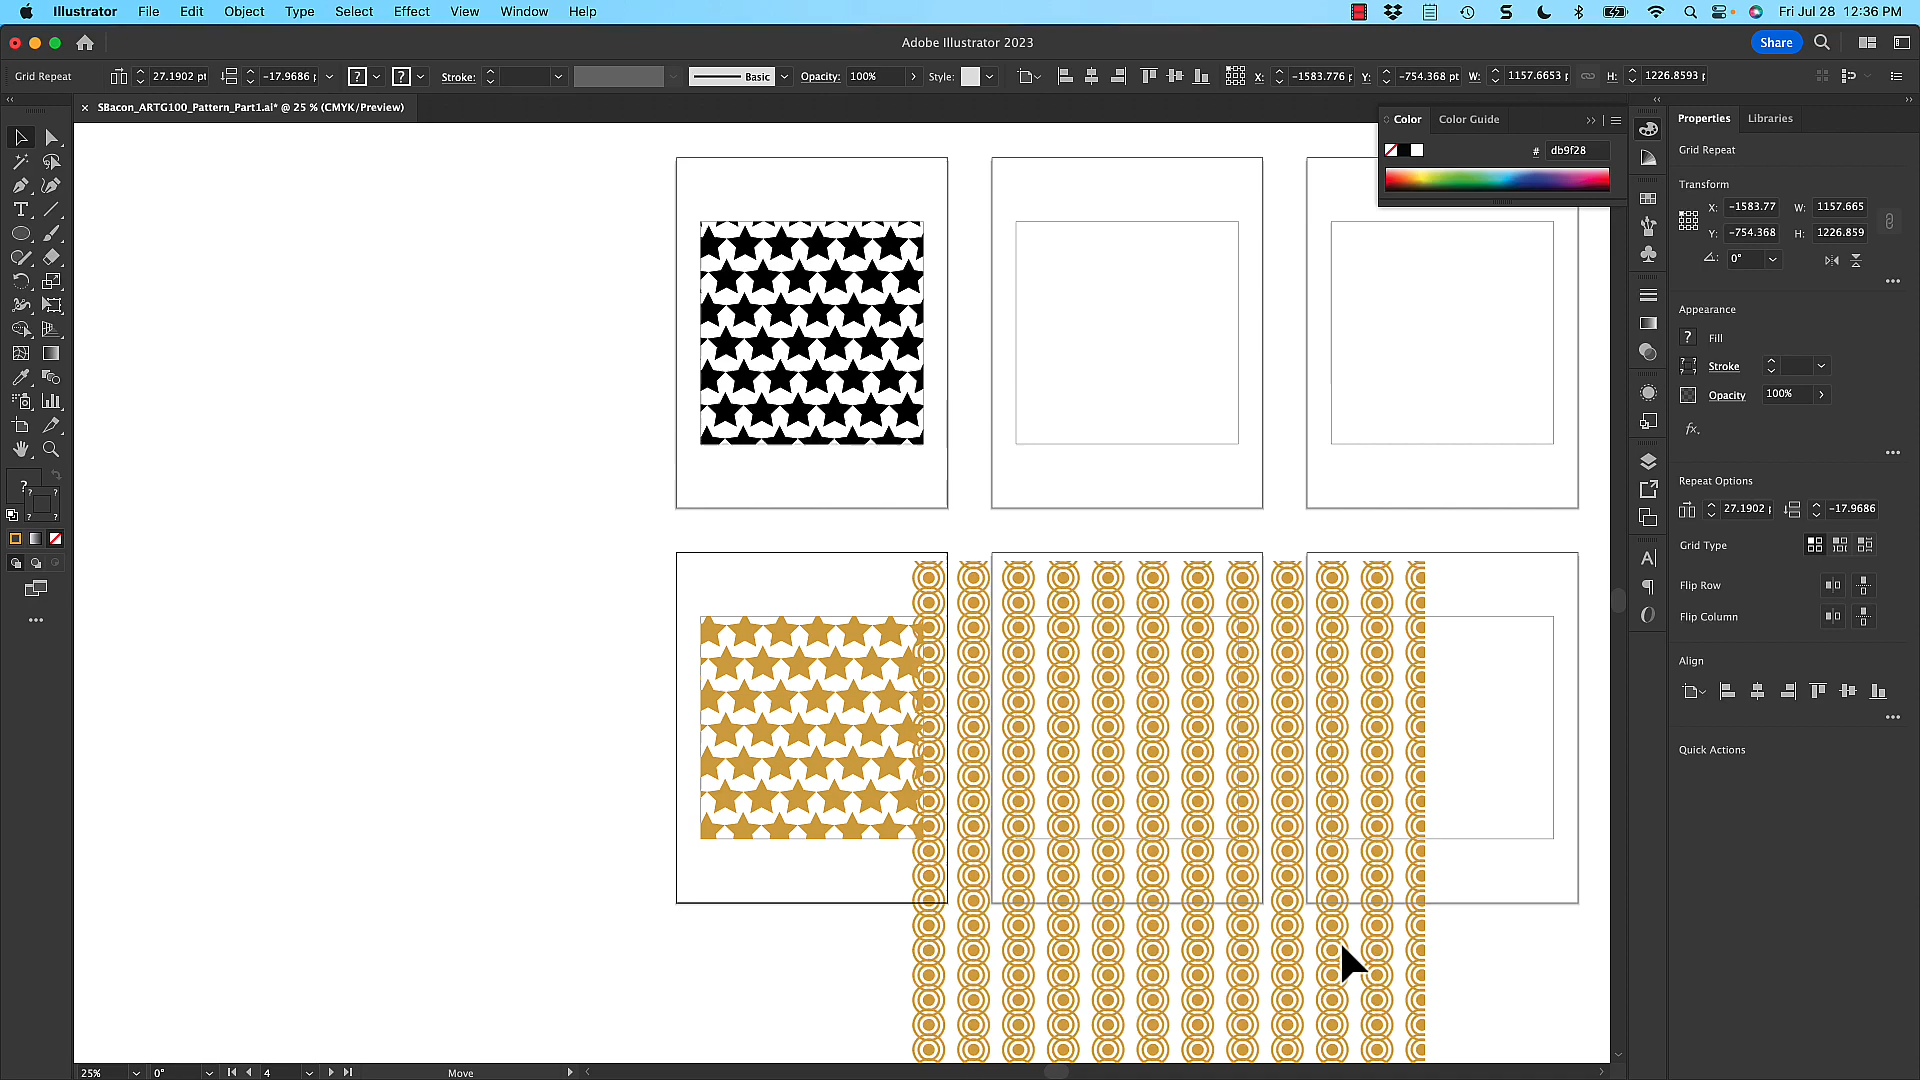 Illustrator File Edit Object Type Select Effect View Window Help Fri Jul 28 12:36 PM
Adobe Illustrator 2023 Share
Grid Repeat 27.1902 pt -17.9686 p ? ? Stroke: Basic Opacity: 100% Style: X: -1583.776 p Y: -754.368 pt W: 1157.6653 p H: 1226.8593
× SBacon_ARTG100_Pattern_Part1.ai* @ 25 % (CMYK/Preview)
Color Color Guide
# db9f28
Properties Libraries
Grid Repeat
Transform
X: -1583.77 W: 1157.665
Y: -754.368 H: 1226.859
0°
Appearance
? Fill
Stroke
Opacity 100%
fx.
Repeat Options
27.1902 p -17.9686
Grid Type
Flip Row
Flip Column
Align
Quick Actions
25% 0° 4 Move